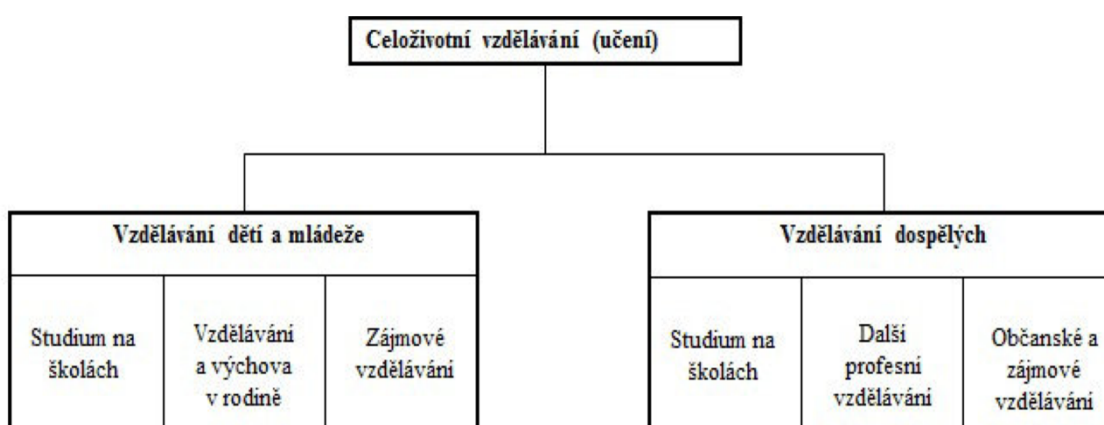 Celoživotní vzdělávání (učení)
Vzdělávání dětí a mládeže
Studium na
školách
Vzdělávání
a výchova
v rodině
Zájmové
vzdělávání
Vzdělávání dospělých
Studium na
školách
Další
profesní
vzdělávání
Občanské a
zájmové
vzdělávání